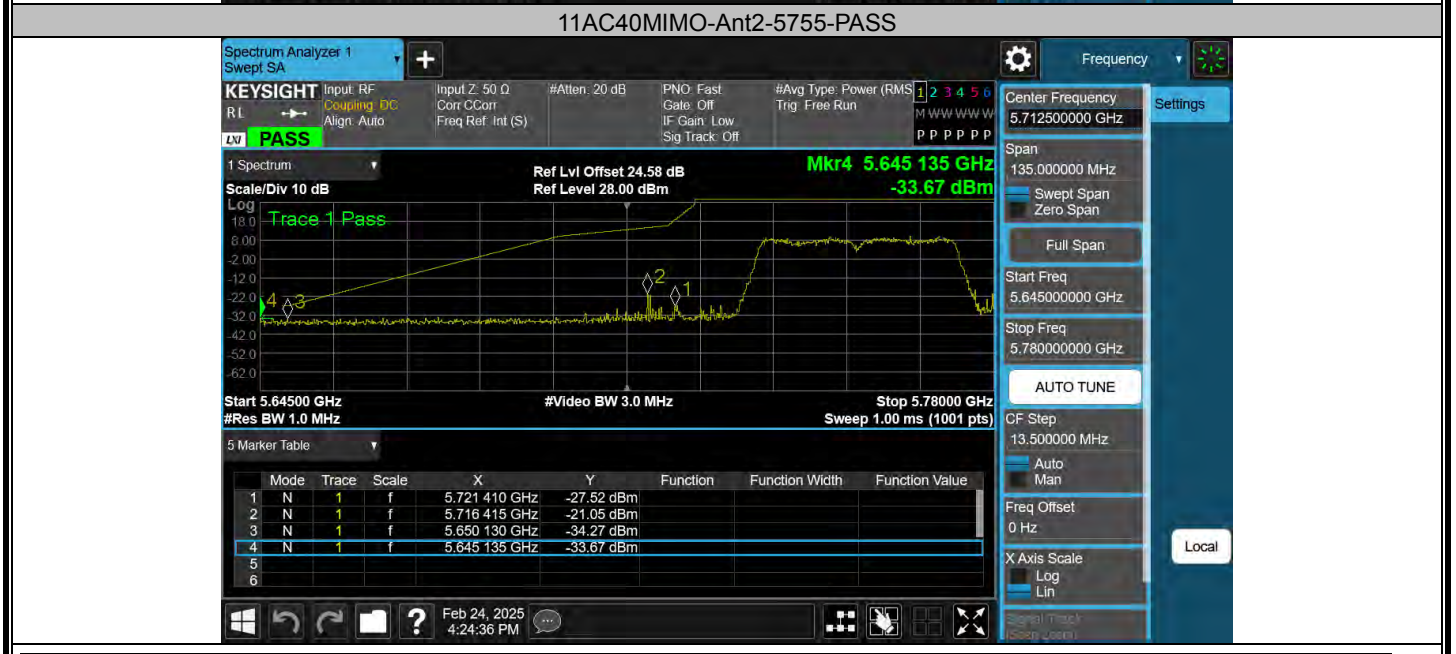 11AC40MIMO-Ant2-5755-PASS
Spectrum Analyzer 1
Swept SA
+
Frequency
KEYSIGHT
RL
LXI PASS
Input: RF
Coupling: DC
Align: Auto
Input Z: 50 Ω
Corr CCorr
Freq Ref: Int (S)
#Atten: 20 dB
PNO: Fast
Gate: Off
IF Gain: Low
Sig Track: Off
#Avg Type: Power (RMS
Trig: Free Run
1 2 3 4 5 6
M W W W W W
P P P P P P
1 Spectrum
Scale/Div 10 dB
Ref Lvl Offset 24.58 dB
Ref Level 28.00 dBm
Mkr4 5.645 135 GHz
-33.67 dBm
Log
Trace 1 Pass
18.0
8.00
-2.00
-12.0
-22.0
-32.0
-42.0
-52.0
-62.0
4 3
2
1
Start 5.64500 GHz
#Video BW 3.0 MHz
Stop 5.78000 GHz
#Res BW 1.0 MHz
Sweep 1.00 ms (1001 pts)
5 Marker Table
Mode Trace Scale X Y Function Function Width Function Value
1 N 1 f 5.721 410 GHz -27.52 dBm
2 N 1 f 5.716 415 GHz -21.05 dBm
3 N 1 f 5.650 130 GHz -34.27 dBm
4 N 1 f 5.645 135 GHz -33.67 dBm
5
6
?
Feb 24, 2025
4:24:36 PM
Center Frequency
5.712500000 GHz
Settings
Span
135.000000 MHz
Swept Span
Zero Span
Full Span
Start Freq
5.645000000 GHz
Stop Freq
5.780000000 GHz
AUTO TUNE
CF Step
13.500000 MHz
Auto
Man
Freq Offset
0 Hz
Local
X Axis Scale
Log
Lin
Signal Track
(Span Zoom)